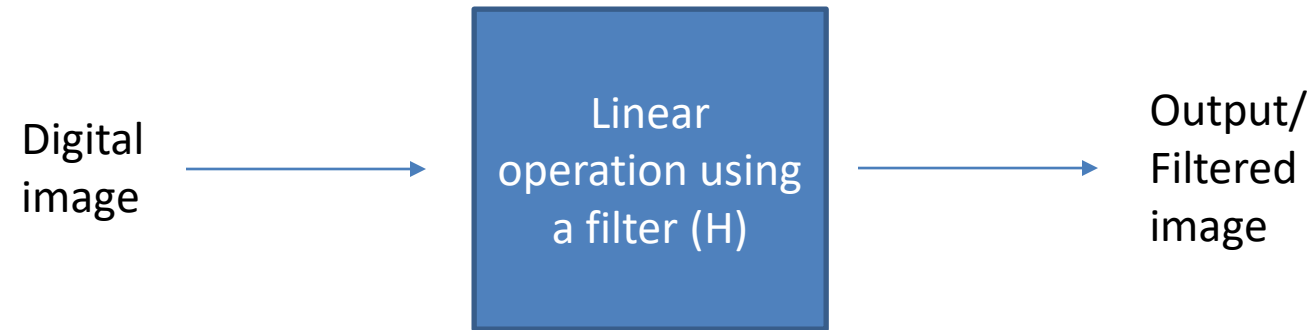 Digital
image
Linear
operation using
a filter (H)
Output/
Filtered
image